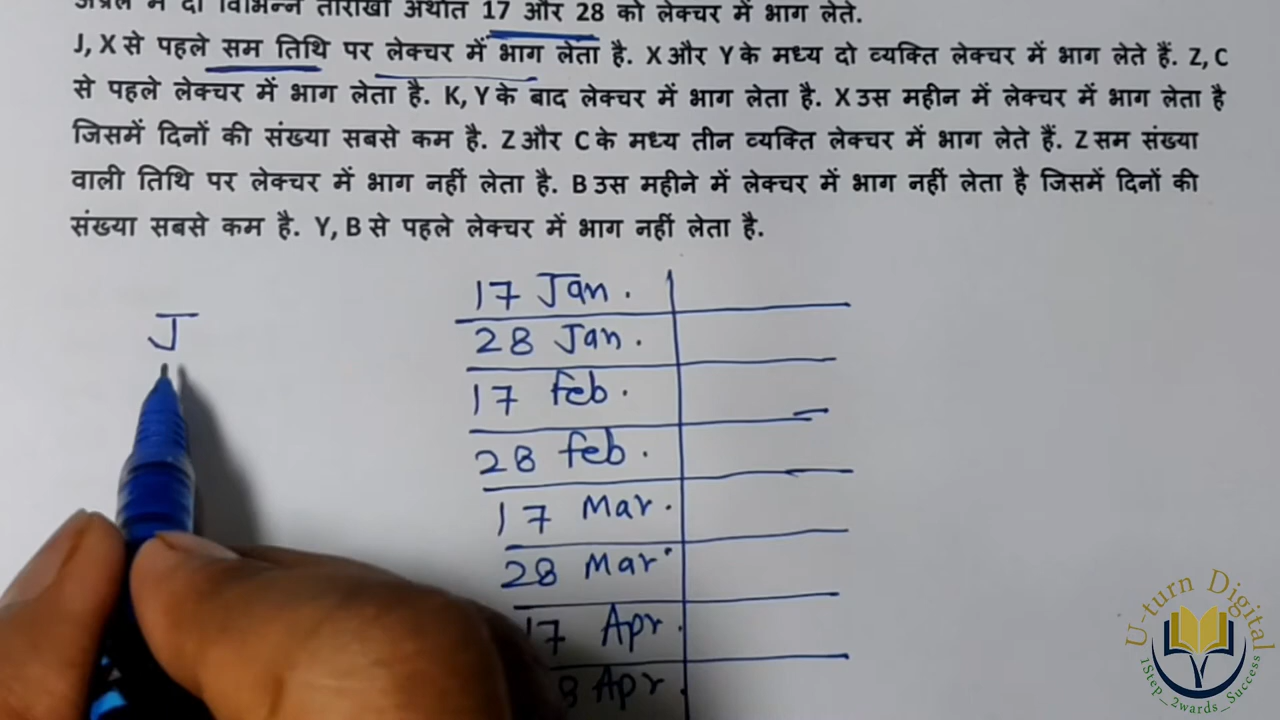 अप्रैल में दो विभिन्न तारीखों अर्थात 17 और 28 को लेक्चर में भाग लेते.
J, X से पहले सम तिथि पर लेक्चर में भाग लेता है. X और Y के मध्य दो व्यक्ति लेक्चर में भाग लेते हैं. Z, C
से पहले लेक्चर में भाग लेता है. K, Y के बाद लेक्चर में भाग लेता है. X उस महीन में लेक्चर में भाग लेता है
जिसमें दिनों की संख्या सबसे कम है. Z और C के मध्य तीन व्यक्ति लेक्चर में भाग लेते हैं. Z सम संख्या
वाली तिथि पर लेक्चर में भाग नहीं लेता है. B उस महीने में लेक्चर में भाग नहीं लेता है जिसमें दिनों की
संख्या सबसे कम है. Y, B से पहले लेक्चर में भाग नहीं लेता है.
17 Jan.
28 Jan.
J
17 feb.
28 feb.
17 Mar.
28 Mar.
17 Apr.
8 Apr.
U-turn Digital
1Step_2wards_Success